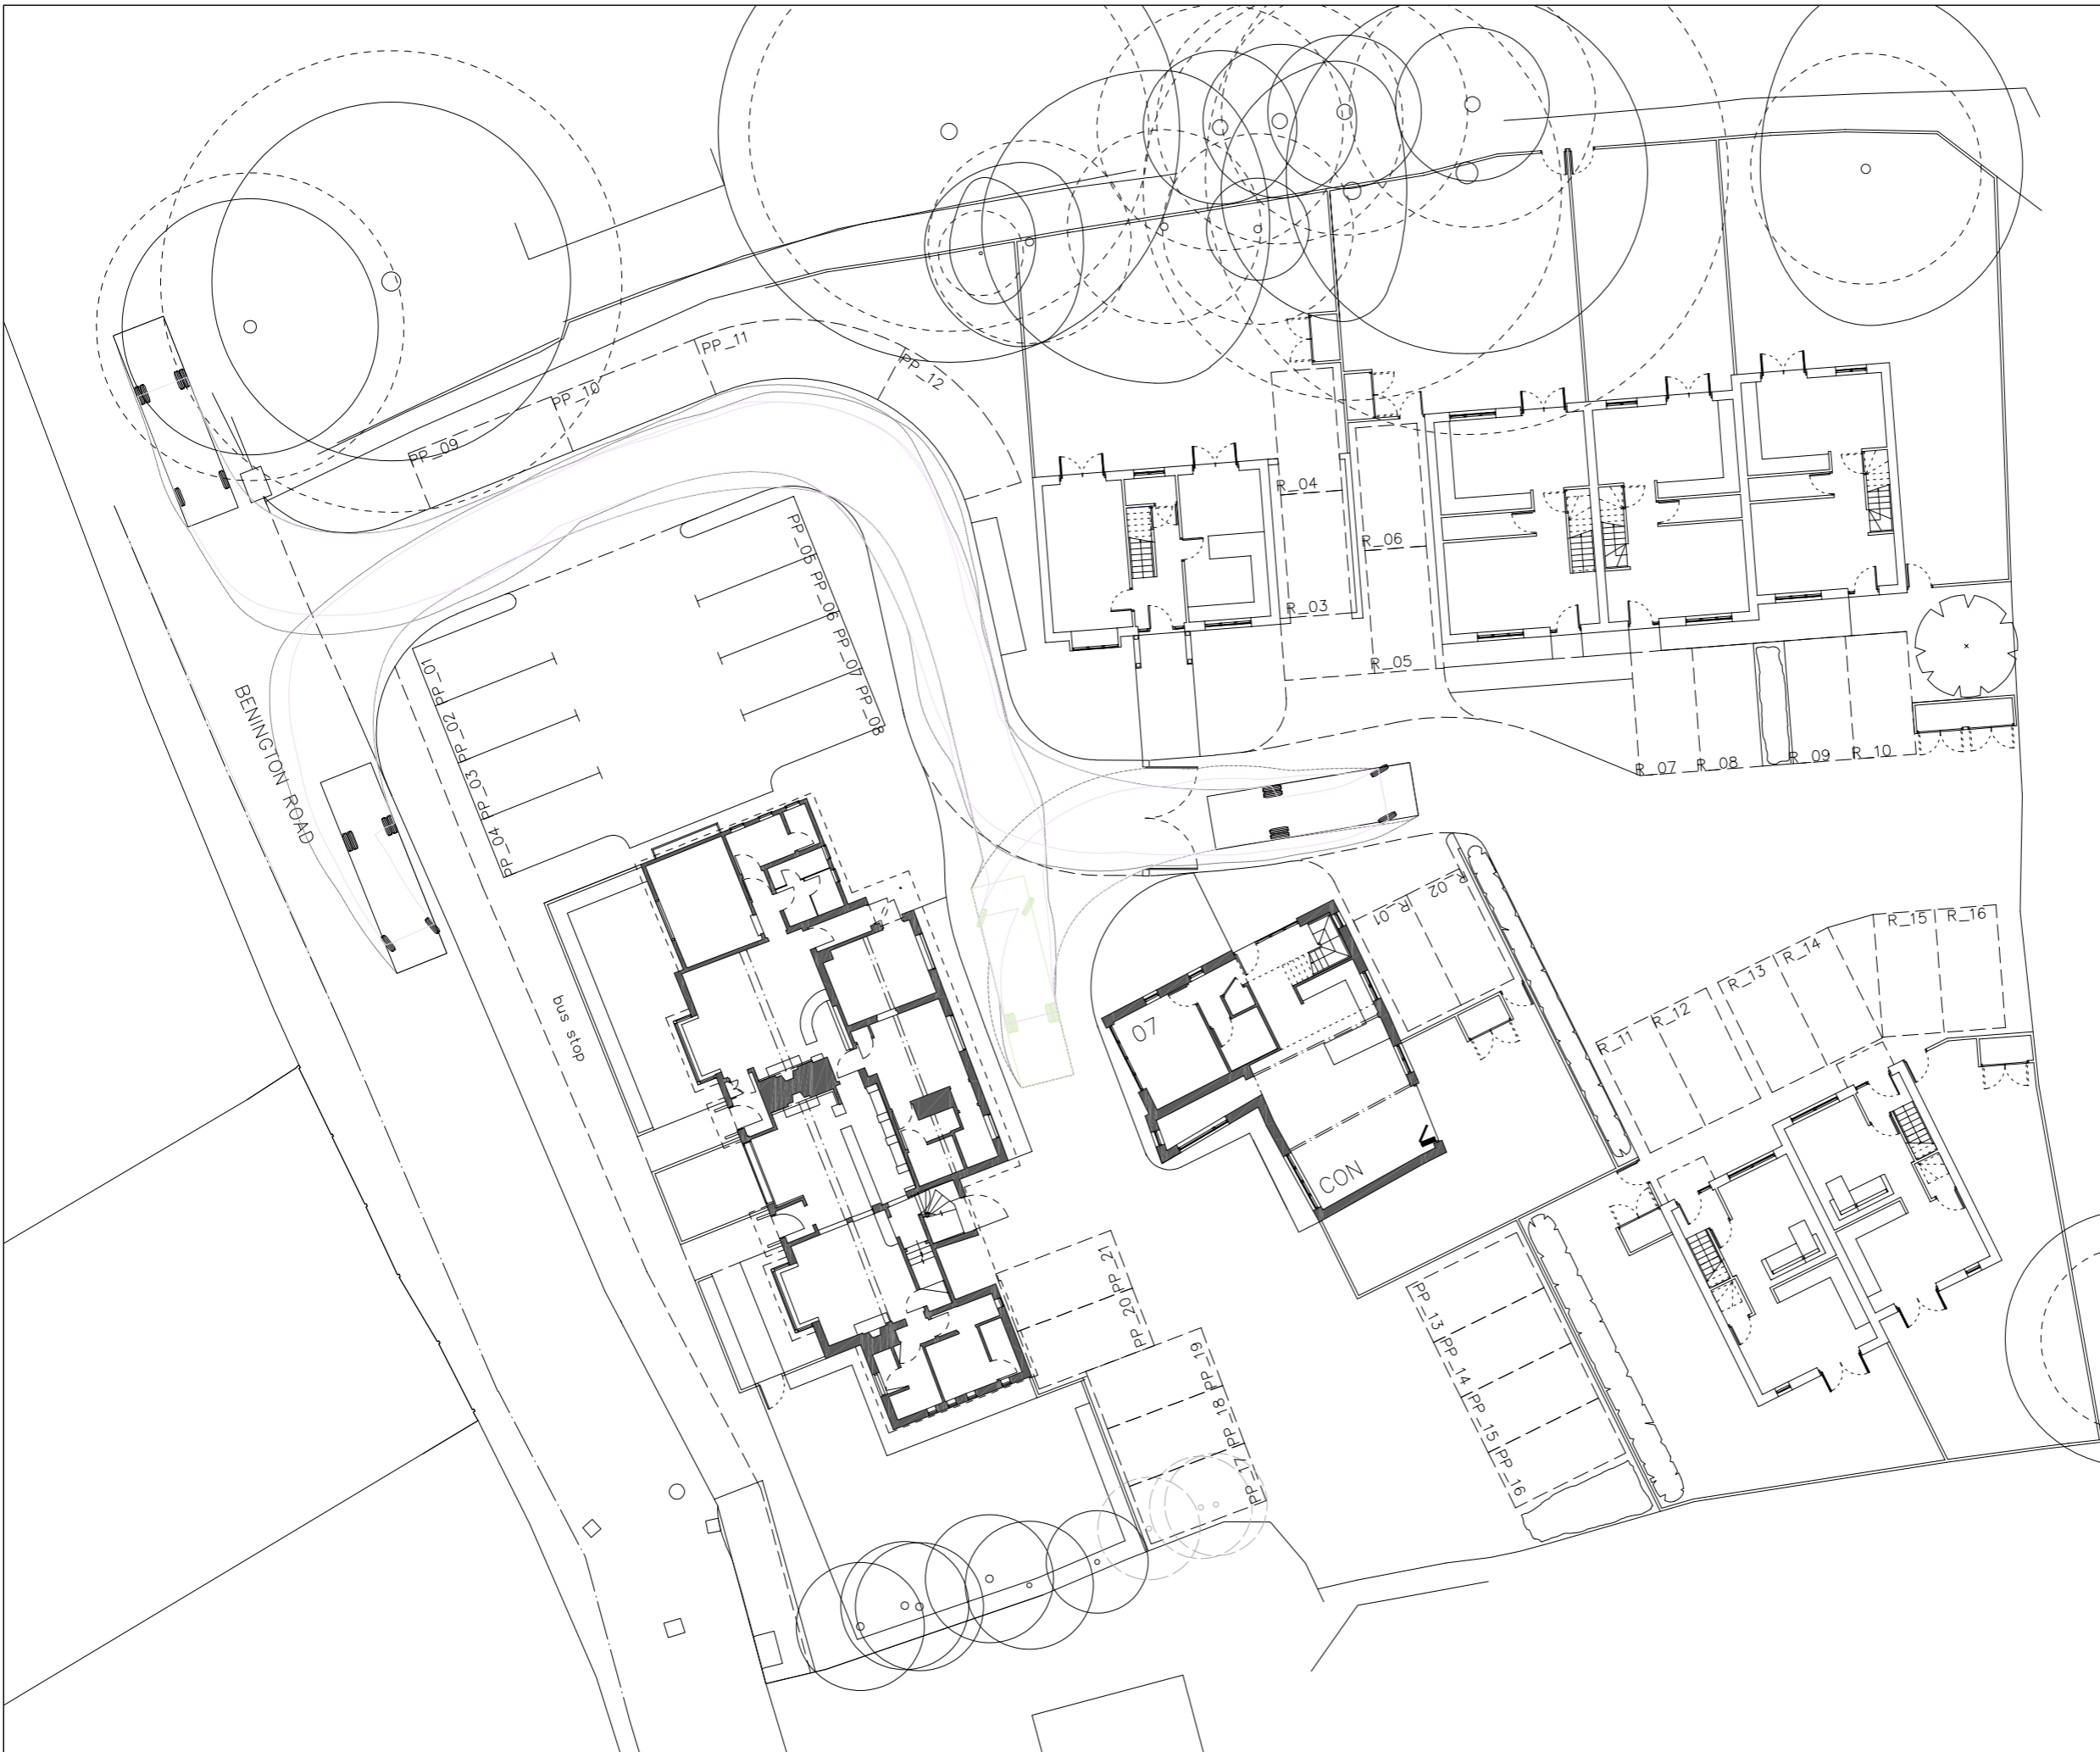 PP_11
PP_12
PP_10
PP_09
R_04
PP_05
PP_06
PP_07
PP_08
R_06
R_03
R_05
PP_01
PP_02
PP_03
PP_04
BENINGTON ROAD
R_07
R_08
R_09
R_10
R_02
R_01
R_15
R_16
R_14
R_13
R_12
R_11
07
bus stop
CON
PP_21
PP_20
PP_19
PP_18
PP_17
PP_13
PP_14
PP_15
PP_16